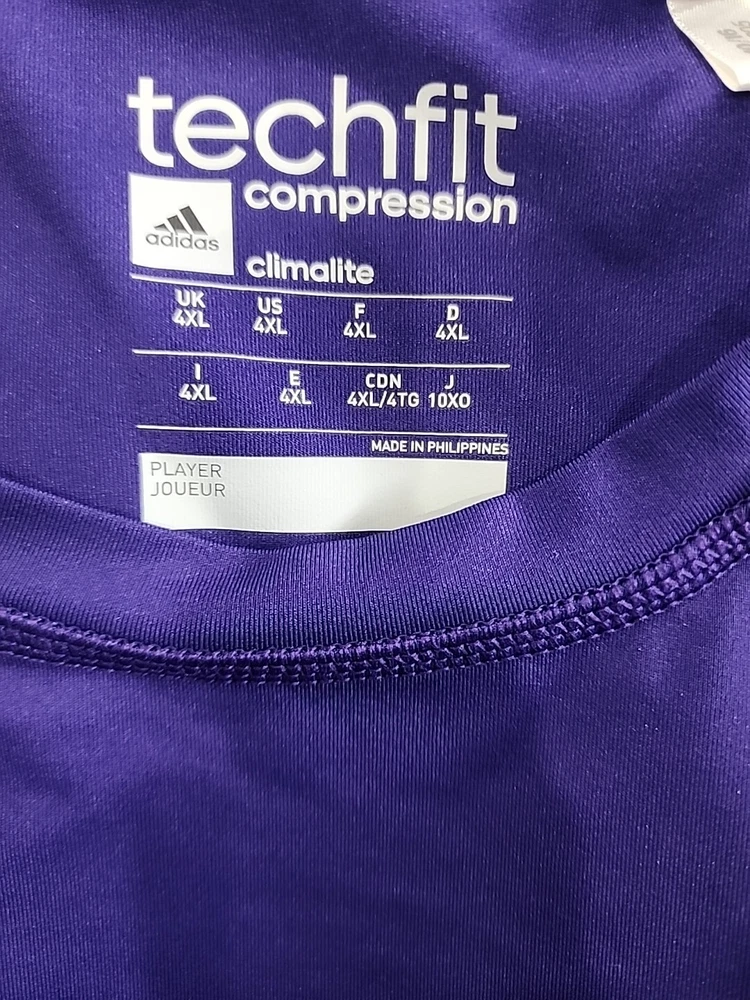 techfit
compression
adidas
climalite
UK US F D
4XL 4XL 4XL 4XL
I E CDN J
4XL 4XL 4XL/4TG 10XO
MADE IN PHILIPPINES
PLAYER
JOUEUR